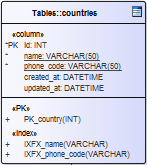 Tables::countries
«column»
*PK id: INT
* name: VARCHAR(50)
* phone_code: VARCHAR(50)
created_at: DATETIME
updated_at: DATETIME
«PK»
+ PK_country(INT)
«index»
+ IXFX_name(VARCHAR)
+ IXFX_phone_code(VARCHAR)